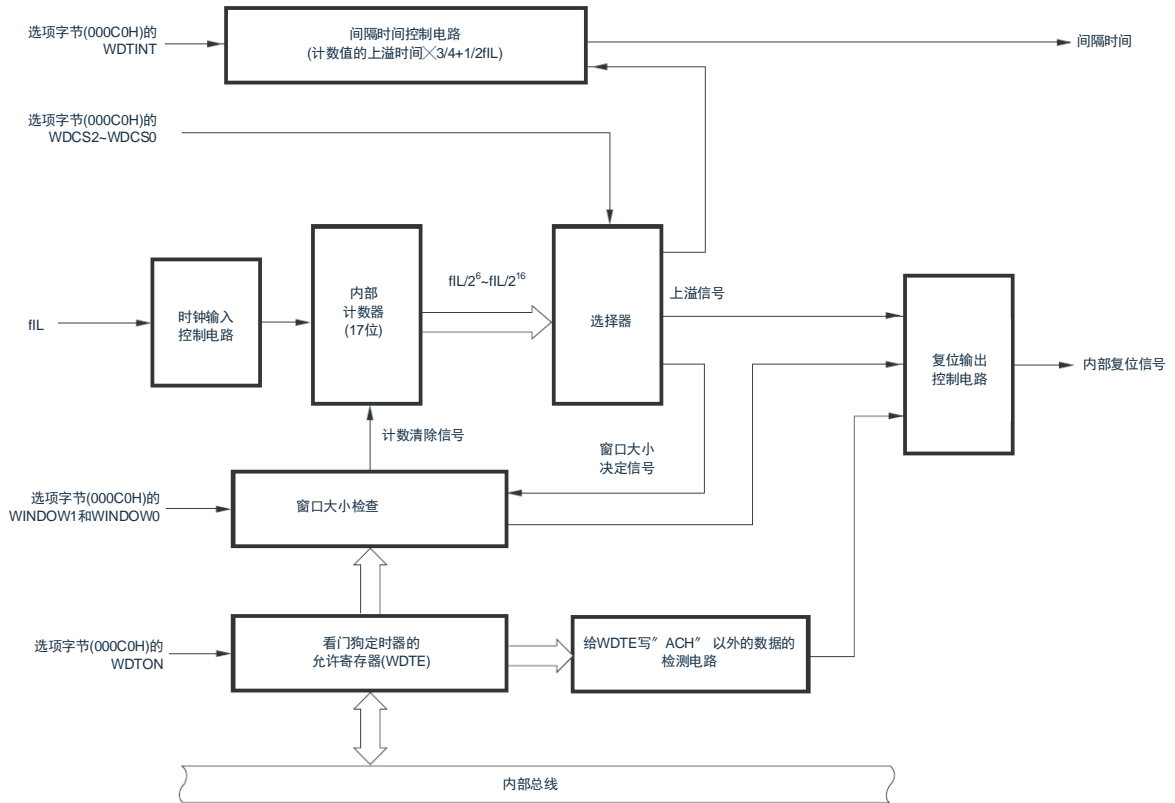 选项字节(000C0H)的
WDTINT
间隔时间控制电路
(计数值的上溢时间╳3/4+1/2fIL)
间隔时间
选项字节(000C0H)的
WDCS2~WDCS0
fIL
时钟输入
控制电路
内部
计数器
(17位)
fIL/2⁶~fIL/2¹⁶
选择器
上溢信号
复位输出
控制电路
内部复位信号
计数清除信号
窗口大小
决定信号
选项字节(000C0H)的
WINDOW1和WINDOW0
窗口大小检查
选项字节(000C0H)的
WDTON
看门狗定时器的
允许寄存器(WDTE)
给WDTE写″ACH″ 以外的数据的
检测电路
内部总线